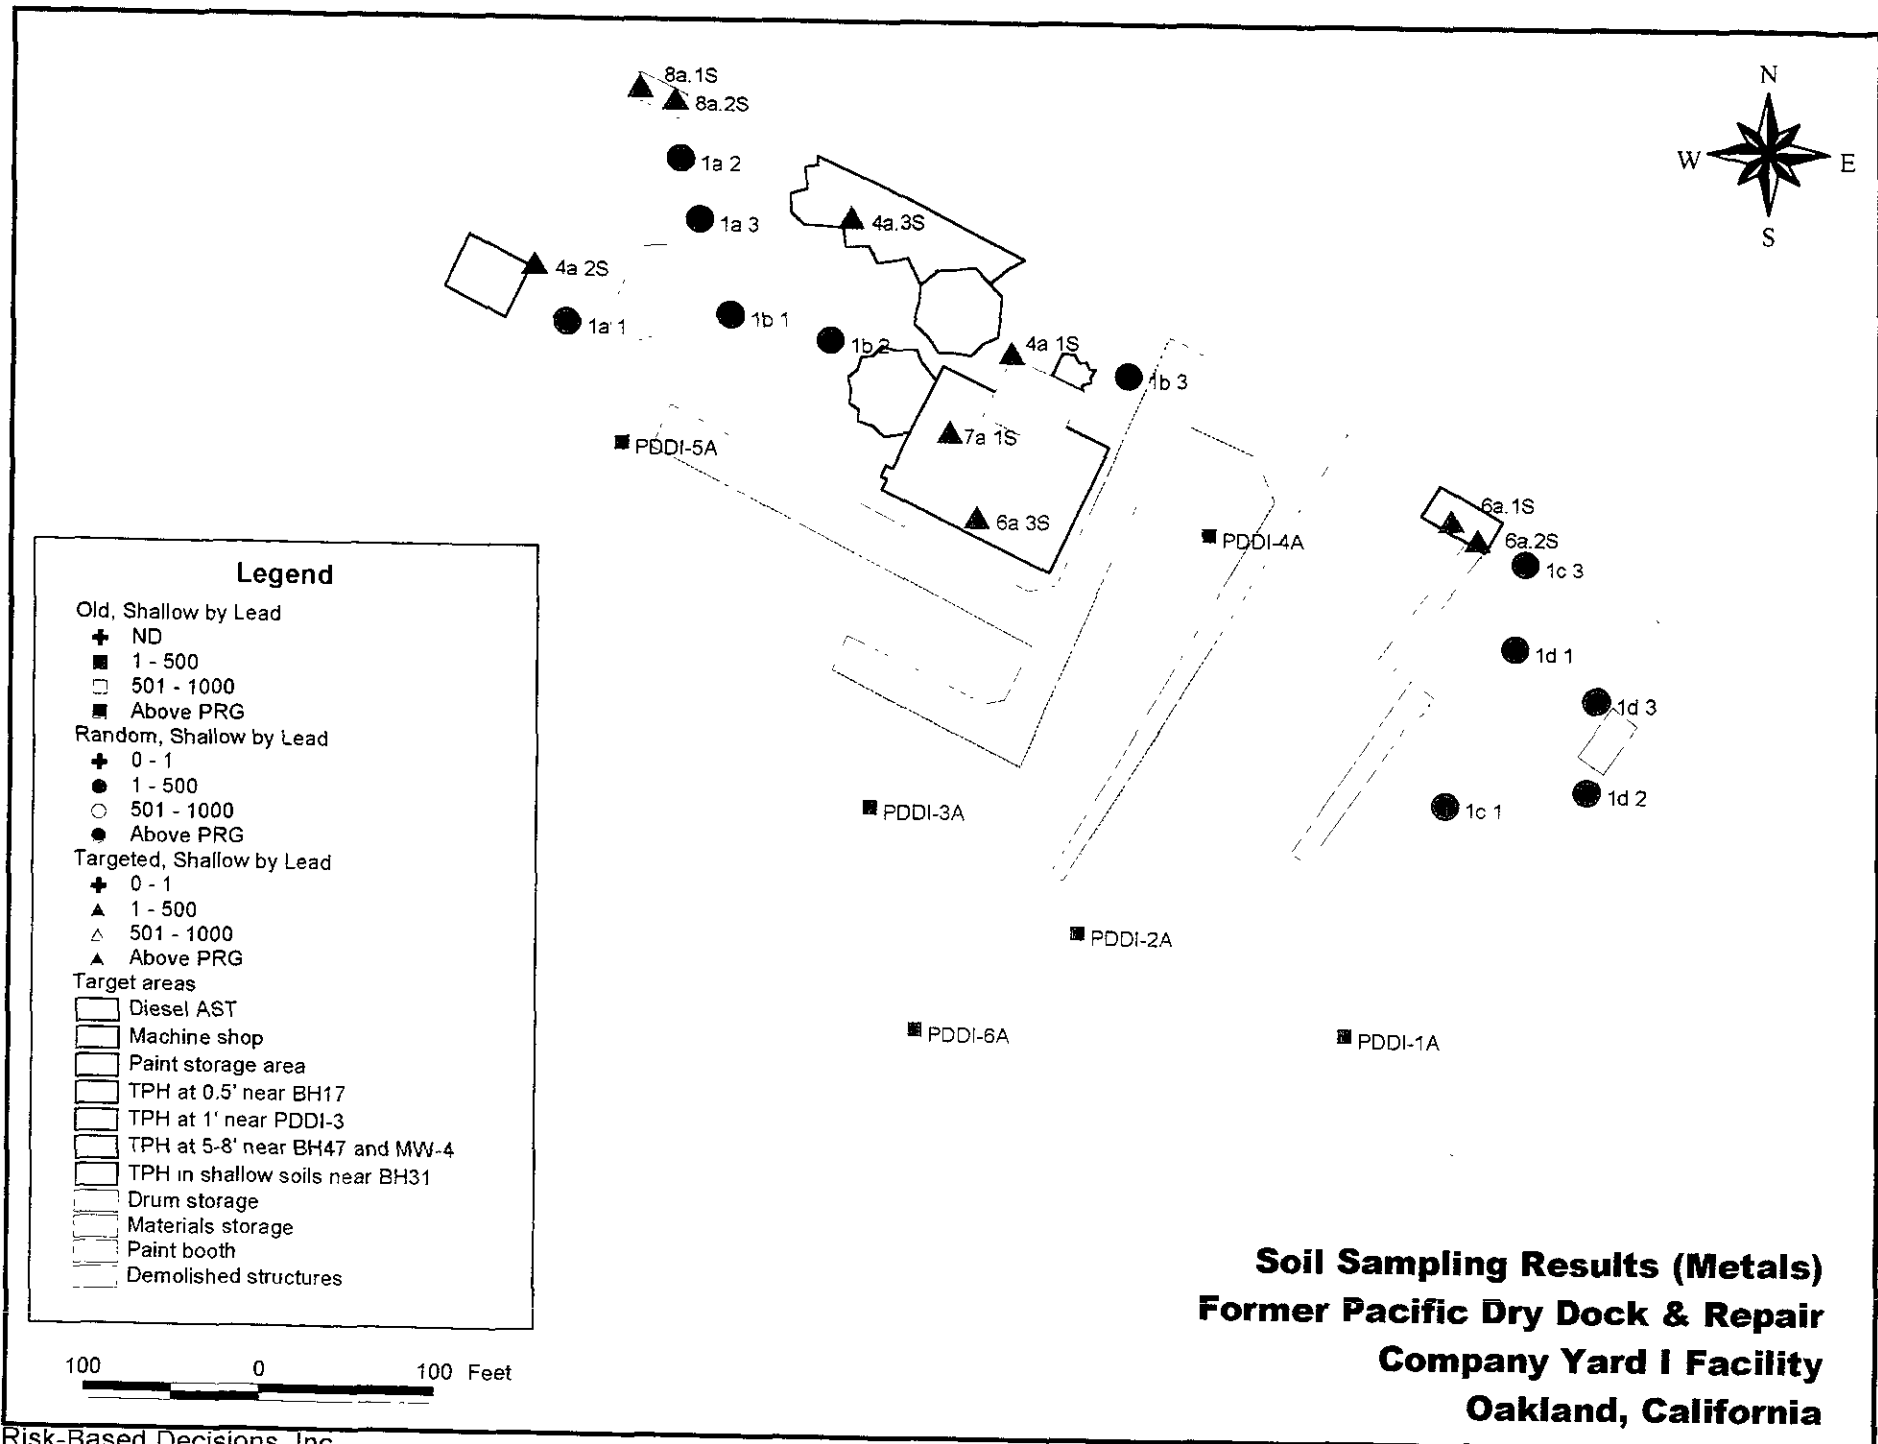 8a.1S
8a.2S
N
W
E
S
1a 2
1a 3
4a.3S
4a 2S
1a 1
1b 1
1b 2
4a 1S
1b 3
PDDI-5A
7a 1S
6a 3S
PDDI-4A
6a.1S
6a.2S
1c 3
1d 1
1d 3
1d 2
1c 1
PDDI-3A
PDDI-2A
PDDI-6A
PDDI-1A
Legend
Old, Shallow by Lead
ND
1 - 500
501 - 1000
Above PRG
Random, Shallow by Lead
0 - 1
1 - 500
501 - 1000
Above PRG
Targeted, Shallow by Lead
0 - 1
1 - 500
501 - 1000
Above PRG
Target areas
Diesel AST
Machine shop
Paint storage area
TPH at 0.5' near BH17
TPH at 1' near PDDI-3
TPH at 5-8' near BH47 and MW-4
TPH in shallow soils near BH31
Drum storage
Materials storage
Paint booth
Demolished structures
100 0 100 Feet
Soil Sampling Results (Metals)
Former Pacific Dry Dock & Repair
Company Yard I Facility
Oakland, California
Risk-Based Decisions, Inc